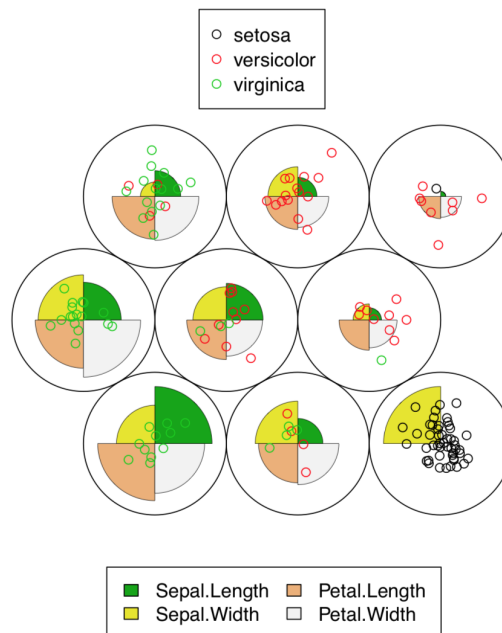 setosa
versicolor
virginica
Sepal.Length Petal.Length
Sepal.Width Petal.Width